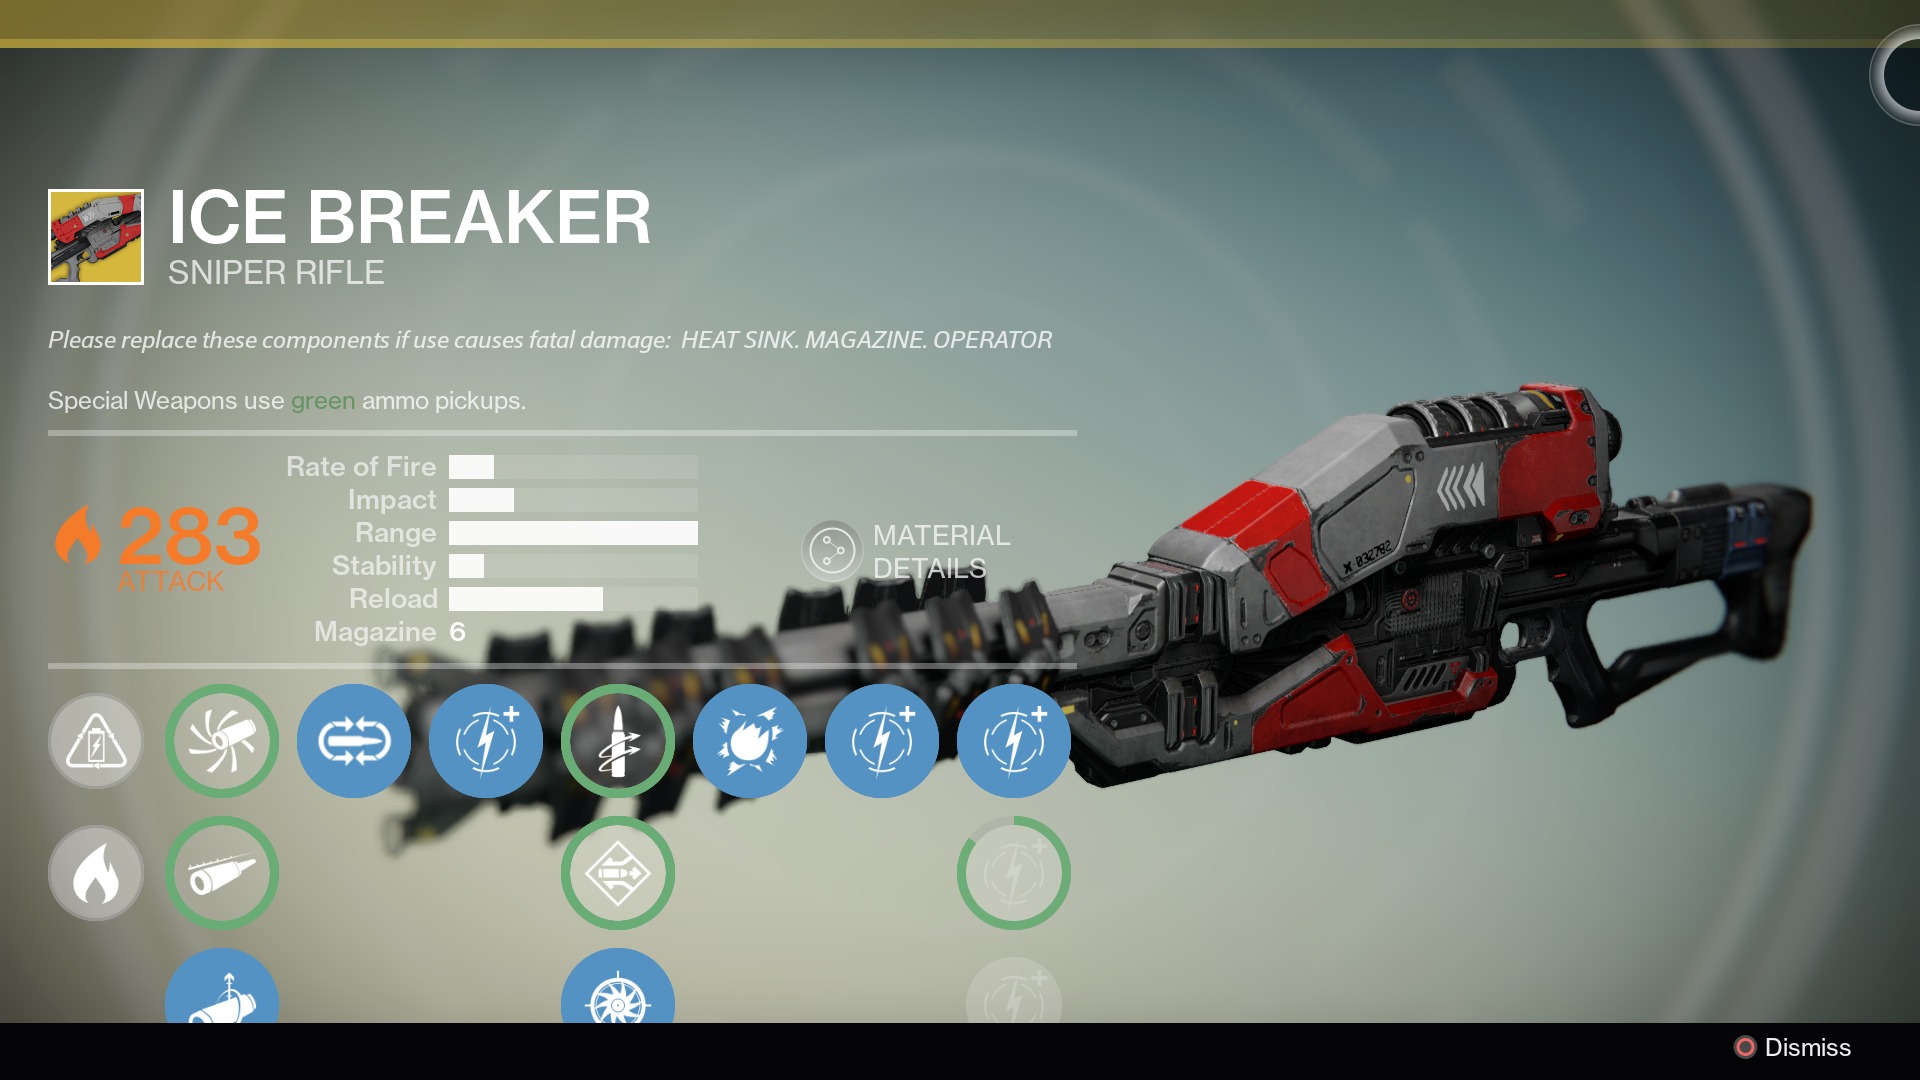 ICE BREAKER
SNIPER RIFLE
Please replace these components if use causes fatal damage: HEAT SINK. MAGAZINE. OPERATOR
Special Weapons use green ammo pickups.
283
ATTACK
Rate of Fire
Impact
Range
Stability
Reload
Magazine 6
MATERIAL
DETAILS
X-032792
Dismiss